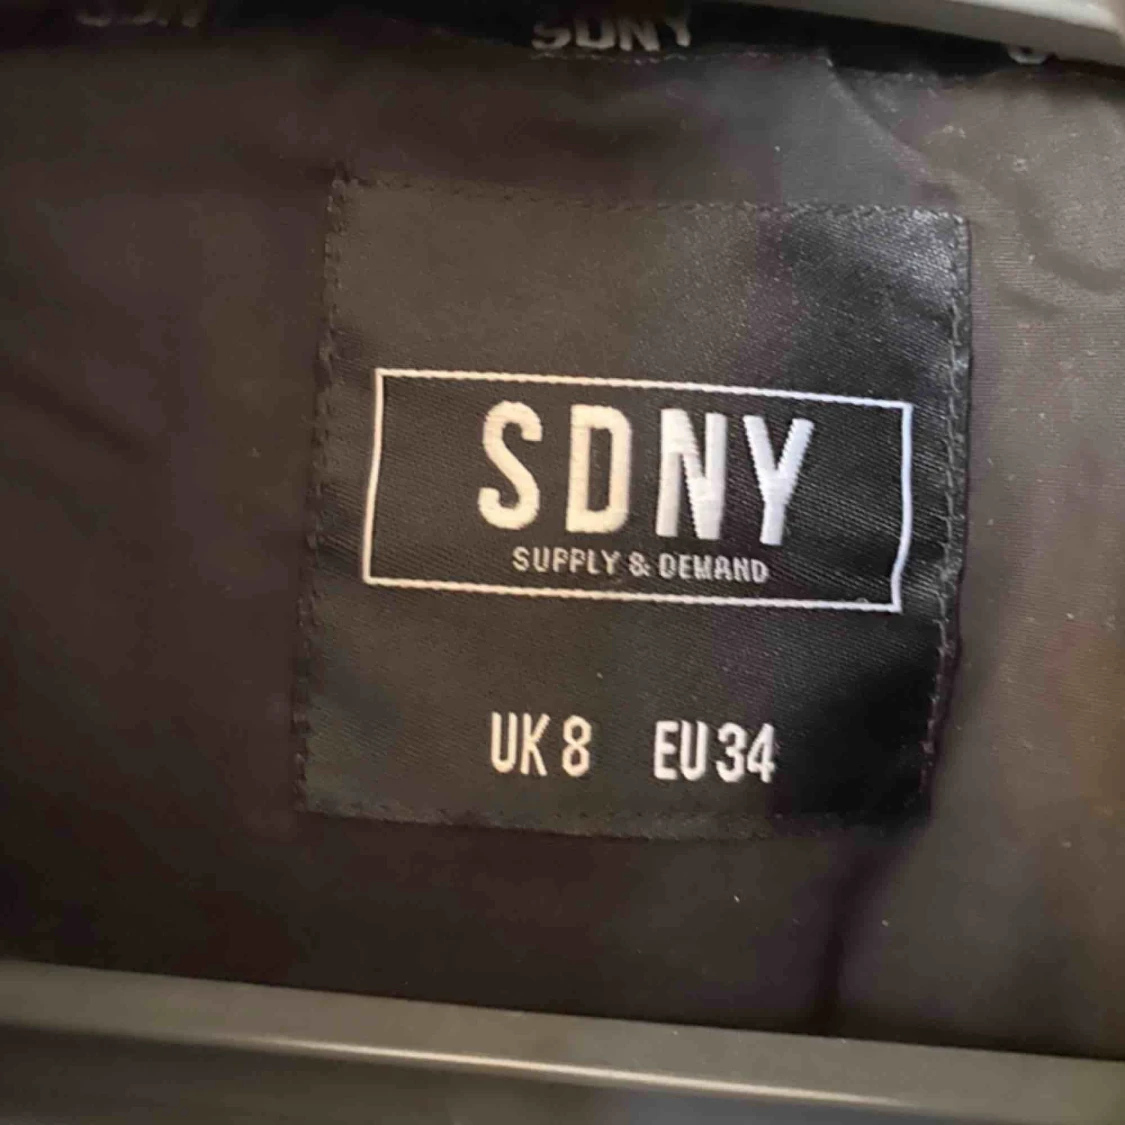 SDNY
SDNY
SUPPLY & DEMAND
UK 8 EU 34